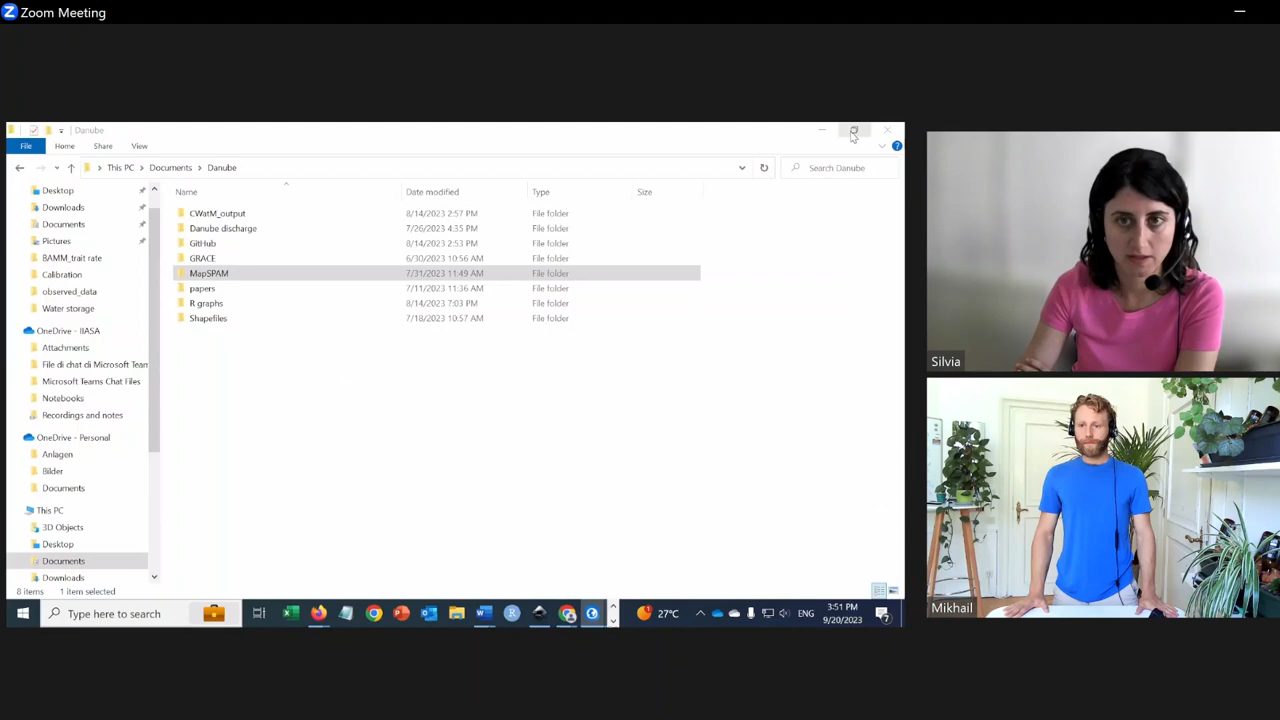 Zoom Meeting
Danube
File Home Share View
This PC Documents Danube
Search Danube
Name Date modified Type Size
CWatM_output 8/14/2023 2:57 PM File folder
Danube discharge 7/26/2023 4:35 PM File folder
GitHub 8/14/2023 2:53 PM File folder
GRACE 6/30/2023 10:56 AM File folder
MapSPAM 7/31/2023 11:49 AM File folder
papers 7/11/2023 11:36 AM File folder
R graphs 8/14/2023 7:03 PM File folder
Shapefiles 7/18/2023 10:57 AM File folder
Desktop
Downloads
Documents
Pictures
BAMM_trait rate
Calibration
observed_data
Water storage
OneDrive - IIASA
Attachments
File di chat di Microsoft Team
Microsoft Teams Chat Files
Notebooks
Recordings and notes
OneDrive - Personal
Anlagen
Bilder
Documents
This PC
3D Objects
Desktop
Documents
Downloads
8 items 1 item selected
Type here to search
27°C
ENG
3:51 PM
9/20/2023
7
Silvia
Mikhail